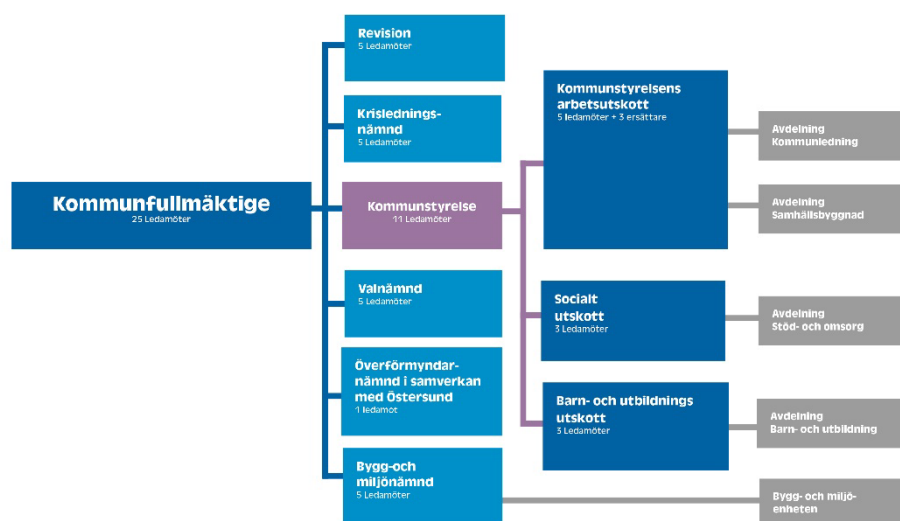 Kommunfullmäktige
25 Ledamöter
Revision
5 Ledamöter
Krislednings-
nämnd
5 Ledamöter
Kommunstyrelse
11 Ledamöter
Valnämnd
5 Ledamöter
Överförmyndar-
nämnd i samverkan
med Östersund
1 ledamot
Bygg-och
miljönämnd
5 Ledamöter
Kommunstyrelsens
arbetsutskott
5 ledamöter + 3 ersättare
Socialt
utskott
3 Ledamöter
Barn- och utbildnings
utskott
3 Ledamöter
Avdelning
Kommunledning
Avdelning
Samhällsbyggnad
Avdelning
Stöd- och omsorg
Avdelning
Barn- och utbildning
Bygg- och miljö-
enheten